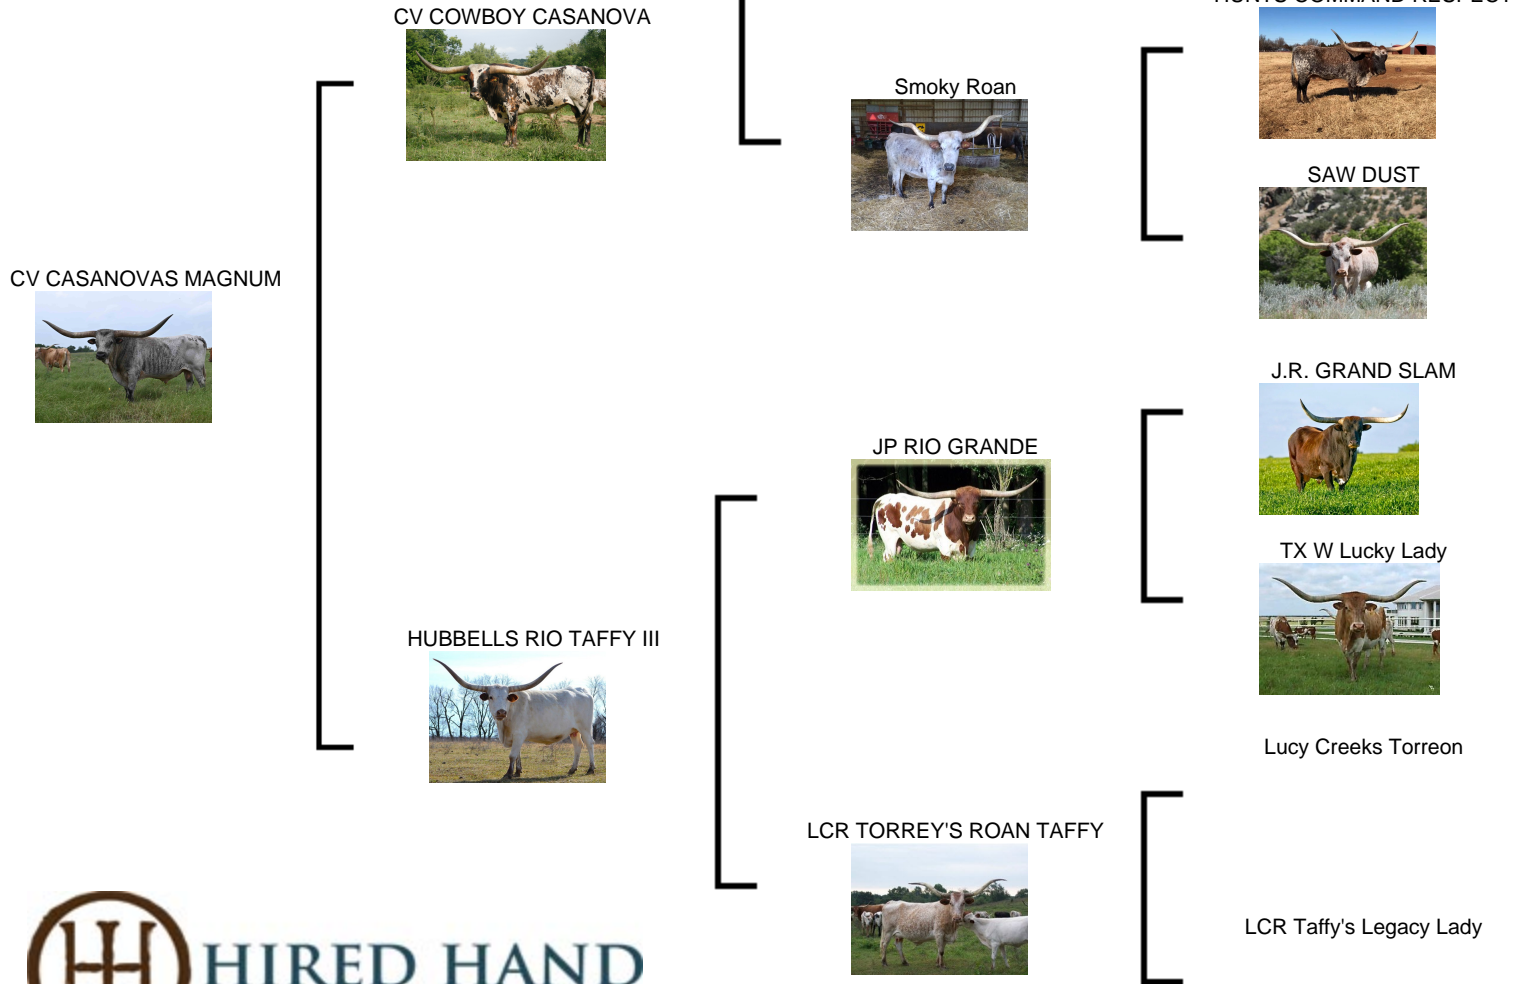 CV COWBOY CASANOVA
Smoky Roan
SAW DUST
CV CASANOVAS MAGNUM
J.R. GRAND SLAM
JP RIO GRANDE
TX W Lucky Lady
HUBBELLS RIO TAFFY III
Lucy Creeks Torreon
LCR TORREY'S ROAN TAFFY
LCR Taffy's Legacy Lady
HIRED HAND